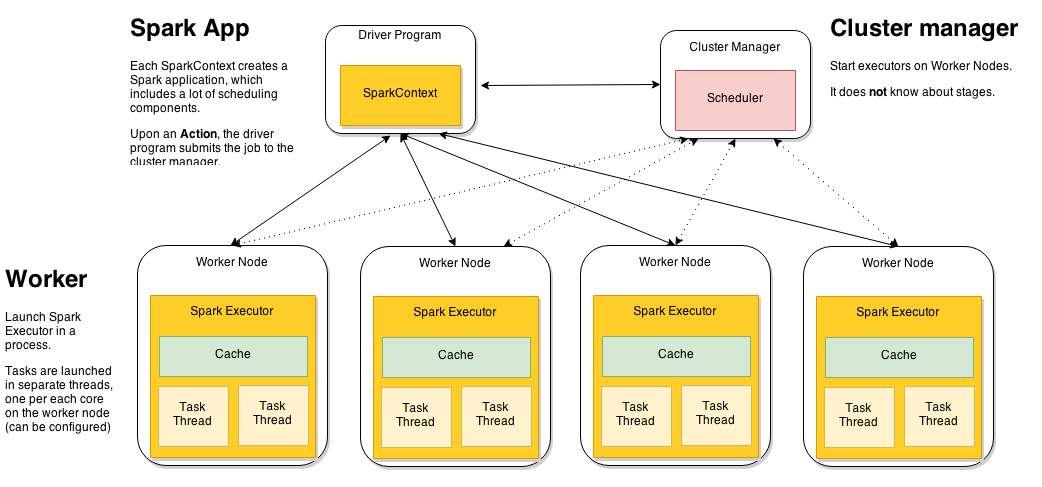 Spark App
Each SparkContext creates a
Spark application, which
includes a lot of scheduling
components.
Upon an Action, the driver
program submits the job to the
cluster manager.
Driver Program
SparkContext
Cluster Manager
Scheduler
Cluster manager
Start executors on Worker Nodes.
It does not know about stages.
Worker
Launch Spark
Executor in a
process.
Tasks are launched
in separate threads,
one per each core
on the worker node
(can be configured)
Worker Node
Spark Executor
Cache
Task
Thread
Task
Thread
Worker Node
Spark Executor
Cache
Task
Thread
Task
Thread
Worker Node
Spark Executor
Cache
Task
Thread
Task
Thread
Worker Node
Spark Executor
Cache
Task
Thread
Task
Thread